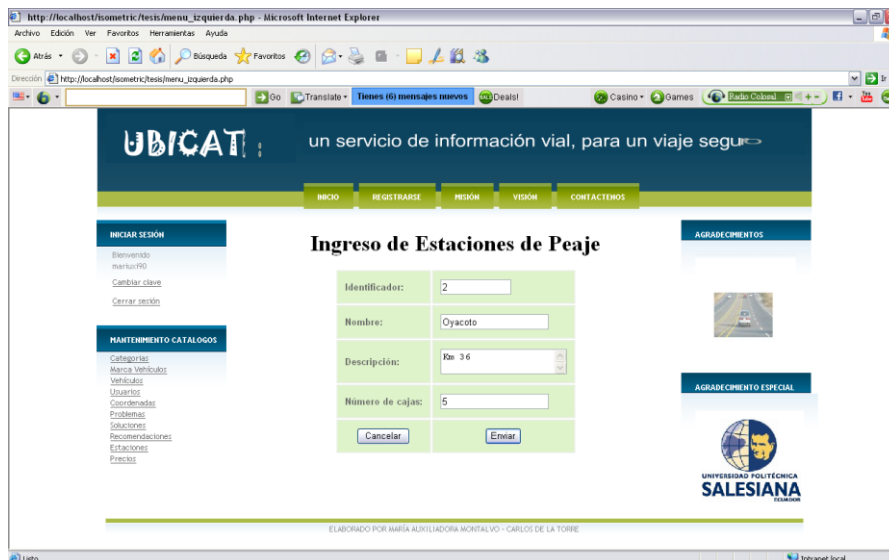 http://localhost/isometric/tesis/menu_izquierda.php - Microsoft Internet Explorer
Archivo Edición Ver Favoritos Herramientas Ayuda
Atrás Búsqueda Favoritos
Dirección http://localhost/isometric/tesis/menu_izquierda.php Ir
Go Translate Tienes (6) mensajes nuevos Deals! Casino Games Radio Colosal
UBICAT un servicio de información vial, para un viaje seguro
INICIO REGISTRARSE MISIÓN VISIÓN CONTACTENOS
INICIAR SESIÓN
Bienvenido
mariuxi90
Cambiar clave
Cerrar sesión
MANTENIMIENTO CATALOGOS
Categorias
Marca Vehículos
Vehículos
Usuarios
Coordenadas
Problemas
Soluciones
Recomendaciones
Estaciones
Precios
Ingreso de Estaciones de Peaje
Identificador: 2
Nombre: Oyacoto
Descripción: Km 36
Número de cajas: 5
Cancelar Enviar
AGRADECIMIENTOS
AGRADECIMIENTO ESPECIAL
UNIVERSIDAD POLITÉCNICA
SALESIANA
ECUADOR
ELABORADO POR MARÍA AUXILIADORA MONTALVO - CARLOS DE LA TORRE
Listo Intranet local